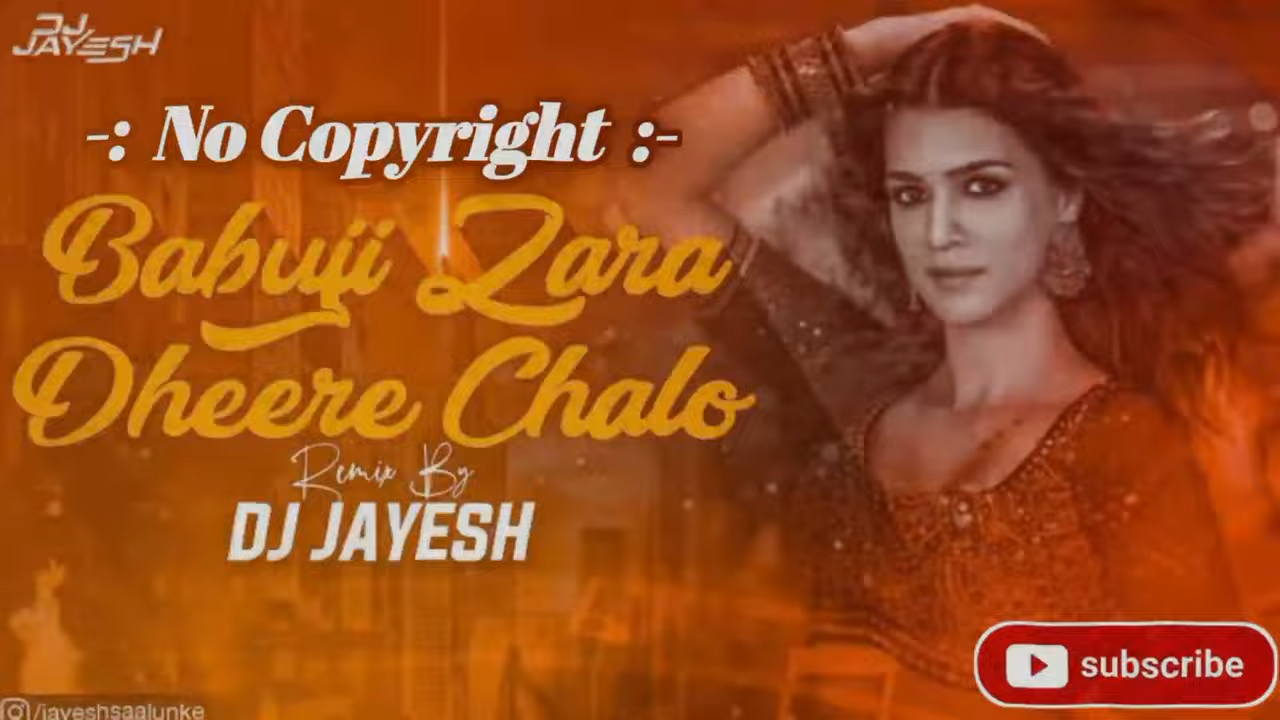 DJ
JAYESH
-: No Copyright :-
Babuji Zara
Dheere Chalo
Remix By
DJ JAYESH
subscribe
/jayeshsaalunke